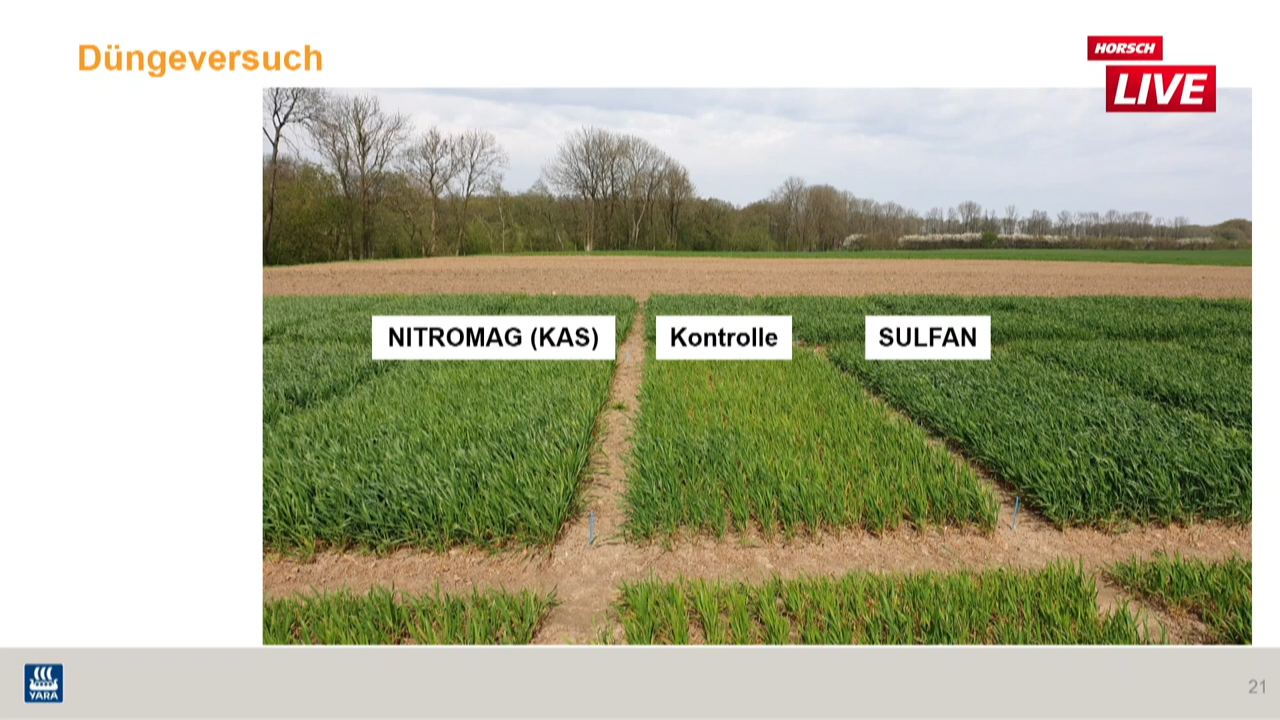 Düngeversuch
HORSCH
LIVE
NITROMAG (KAS)
Kontrolle
SULFAN
YARA
21